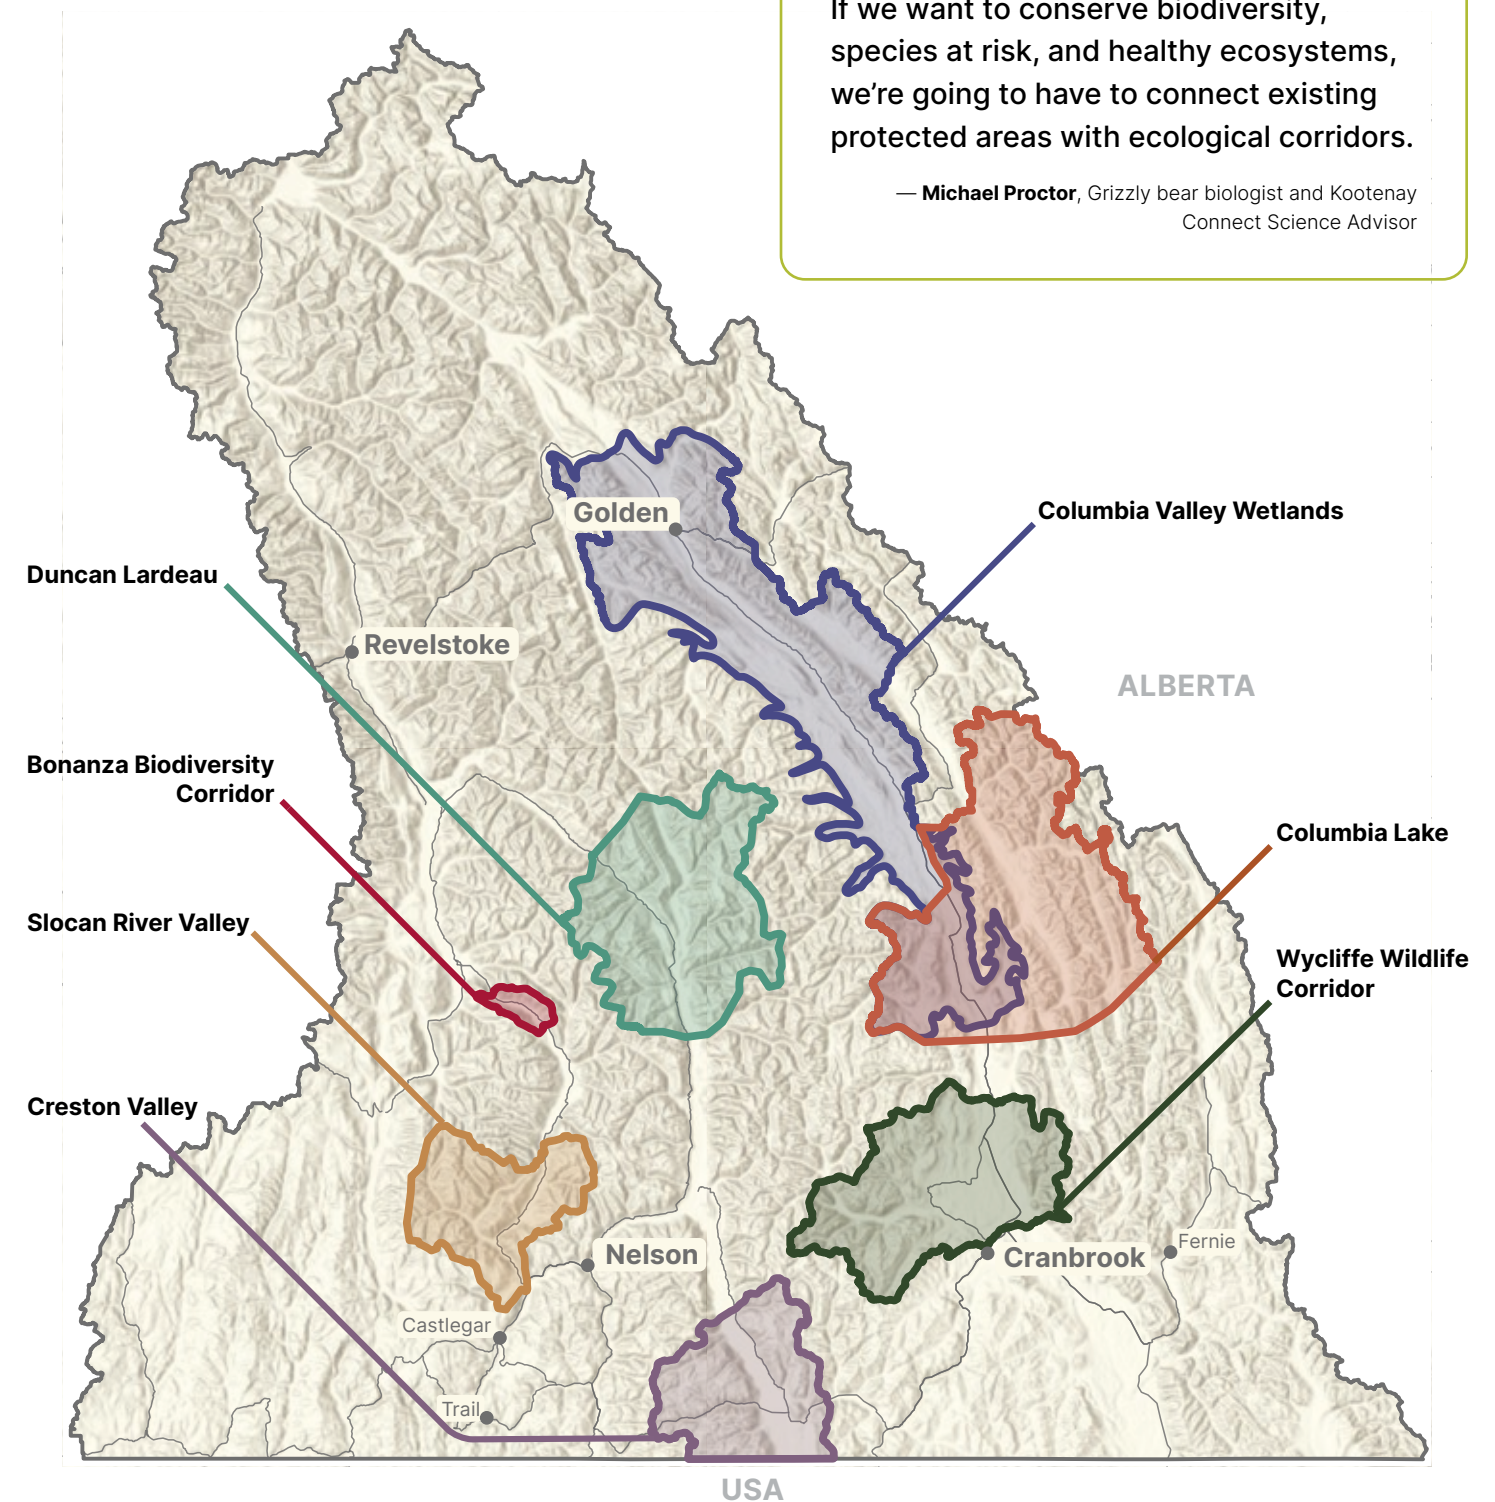 If we want to conserve biodiversity,
species at risk, and healthy ecosystems,
we’re going to have to connect existing
protected areas with ecological corridors.
— Michael Proctor, Grizzly bear biologist and Kootenay
Connect Science Advisor
Golden
Columbia Valley Wetlands
Duncan Lardeau
Revelstoke
ALBERTA
Bonanza Biodiversity
Corridor
Columbia Lake
Slocan River Valley
Wycliffe Wildlife
Corridor
Creston Valley
Nelson
Cranbrook
Fernie
Castlegar
Trail
USA